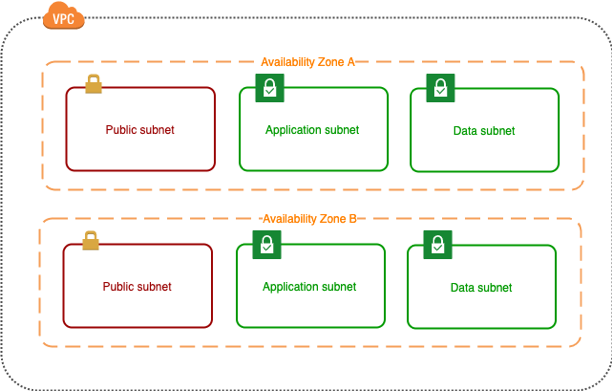 VPC
Availability Zone A
Public subnet
Application subnet
Data subnet
Availability Zone B
Public subnet
Application subnet
Data subnet